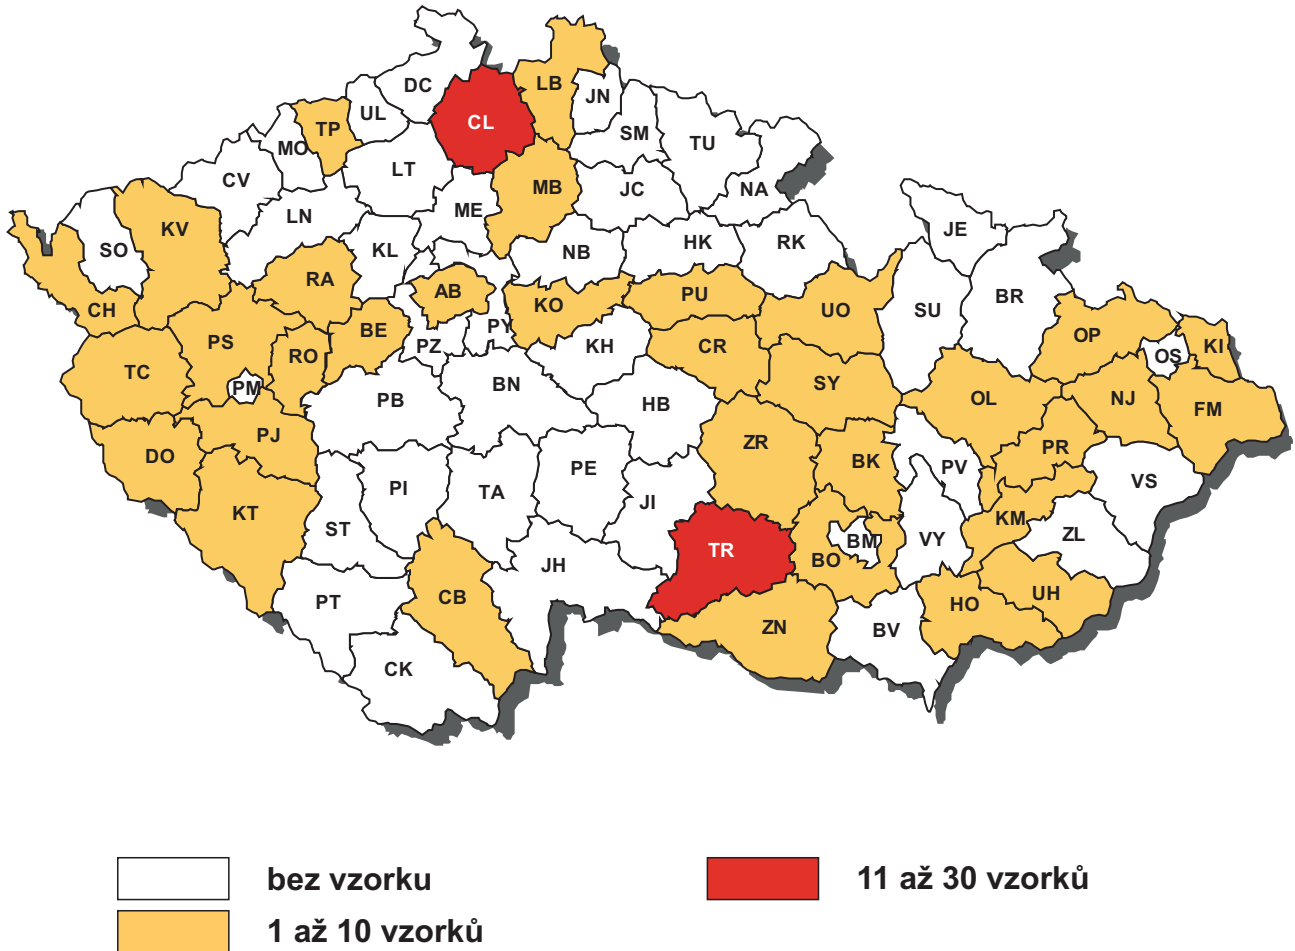 DC
LB
JN
UL
CL
TP
SM
MO
TU
LT
CV
MB
JC
NA
ME
LN
KV
SO
KL
NB
HK
RK
JE
RA
AB
CH
KO
PU
UO
SU
BR
BE
PY
PZ
PS
RO
KH
CR
OP
OS
KI
TC
PM
BN
SY
PB
HB
OL
NJ
FM
PJ
ZR
DO
PR
BK
PE
PV
VS
PI
TA
KT
JI
ST
KM
ZL
VY
BM
TR
BO
JH
CB
UH
PT
HO
ZN
BV
CK
bez vzorku
11 až 30 vzorků
1 až 10 vzorků